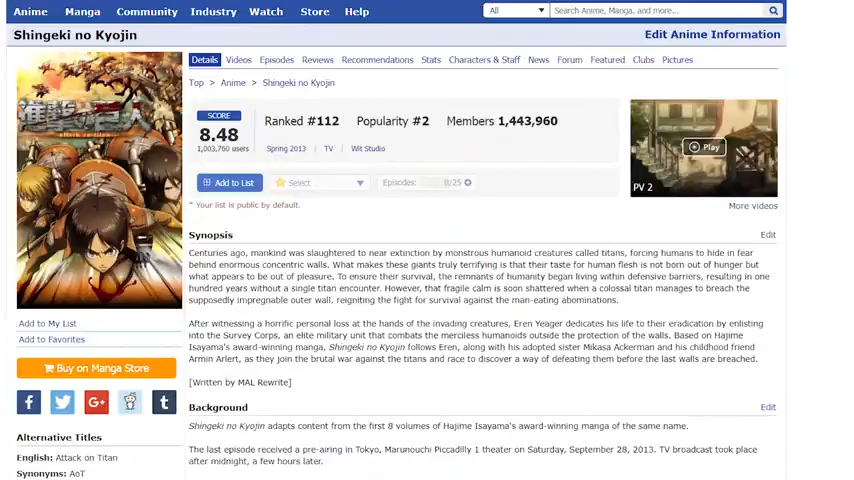 Anime Manga Community Industry Watch Store Help All Search Anime, Manga, and more...
Shingeki no Kyojin Edit Anime Information
進撃の巨人
attack on titan
Details Videos Episodes Reviews Recommendations Stats Characters & Staff News Forum Featured Clubs Pictures
Top > Anime > Shingeki no Kyojin
SCORE
8.48
1,003,760 users
Ranked #112 Popularity #2 Members 1,443,960
Spring 2013 | TV | Wit Studio
Add to List Select Episodes: 0/25
Play
PV 2
* Your list is public by default.
More videos
Synopsis Edit
Centuries ago, mankind was slaughtered to near extinction by monstrous humanoid creatures called titans, forcing humans to hide in fear
behind enormous concentric walls. What makes these giants truly terrifying is that their taste for human flesh is not born out of hunger but
what appears to be out of pleasure. To ensure their survival, the remnants of humanity began living within defensive barriers, resulting in one
hundred years without a single titan encounter. However, that fragile calm is soon shattered when a colossal titan manages to breach the
supposedly impregnable outer wall, reigniting the fight for survival against the man-eating abominations.
After witnessing a horrific personal loss at the hands of the invading creatures, Eren Yeager dedicates his life to their eradication by enlisting
into the Survey Corps, an elite military unit that combats the merciless humanoids outside the protection of the walls. Based on Hajime
Isayama's award-winning manga, Shingeki no Kyojin follows Eren, along with his adopted sister Mikasa Ackerman and his childhood friend
Armin Arlert, as they join the brutal war against the titans and race to discover a way of defeating them before the last walls are breached.
[Written by MAL Rewrite]
Background Edit
Shingeki no Kyojin adapts content from the first 8 volumes of Hajime Isayama's award-winning manga of the same name.
The last episode received a pre-airing in Tokyo, Marunouchi Piccadilly 1 theater on Saturday, September 28, 2013. TV broadcast took place
after midnight, a few hours later.
Add to My List
Add to Favorites
Buy on Manga Store
f G+ t
Alternative Titles
English: Attack on Titan
Synonyms: AoT